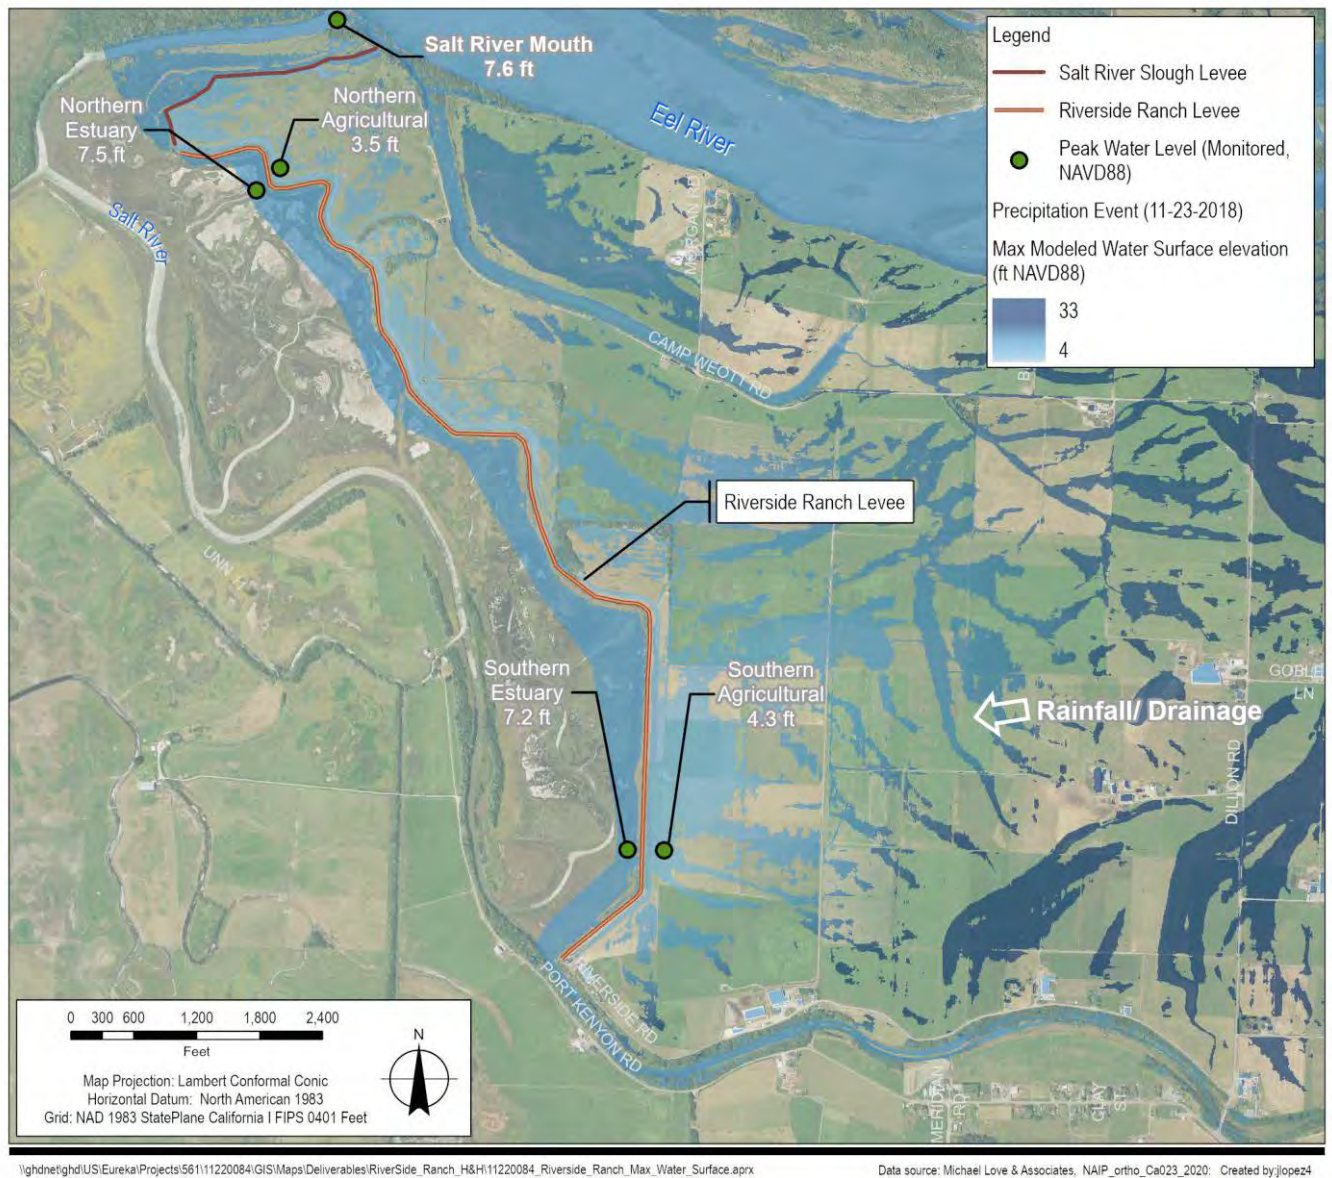 Salt River Mouth
7.6 ft
Northern
Estuary
7.5 ft
Northern
Agricultural
3.5 ft
Eel River
Salt River
MORGAN RD
CAMP WEOTT RD
Riverside Ranch Levee
Southern
Estuary
7.2 ft
Southern
Agricultural
4.3 ft
Rainfall/ Drainage
GOBLE
LN
DILLON RD
RIVERSIDE RD
PORT KENYON RD
MERIDIAN
RD
CLAY
ST
Legend
Salt River Slough Levee
Riverside Ranch Levee
Peak Water Level (Monitored,
NAVD88)
Precipitation Event (11-23-2018)
Max Modeled Water Surface elevation
(ft NAVD88)
33
4
0 300 600 1,200 1,800 2,400
Feet
N
Map Projection: Lambert Conformal Conic
Horizontal Datum: North American 1983
Grid: NAD 1983 StatePlane California I FIPS 0401 Feet
\\ghdnet\ghd\US\Eureka\Projects\561\11220084\GIS\Maps\Deliverables\RiverSide_Ranch_H&H\11220084_Riverside_Ranch_Max_Water_Surface.aprx
Data source: Michael Love & Associates, NAIP_ortho_Ca023_2020: Created by:jlopez4